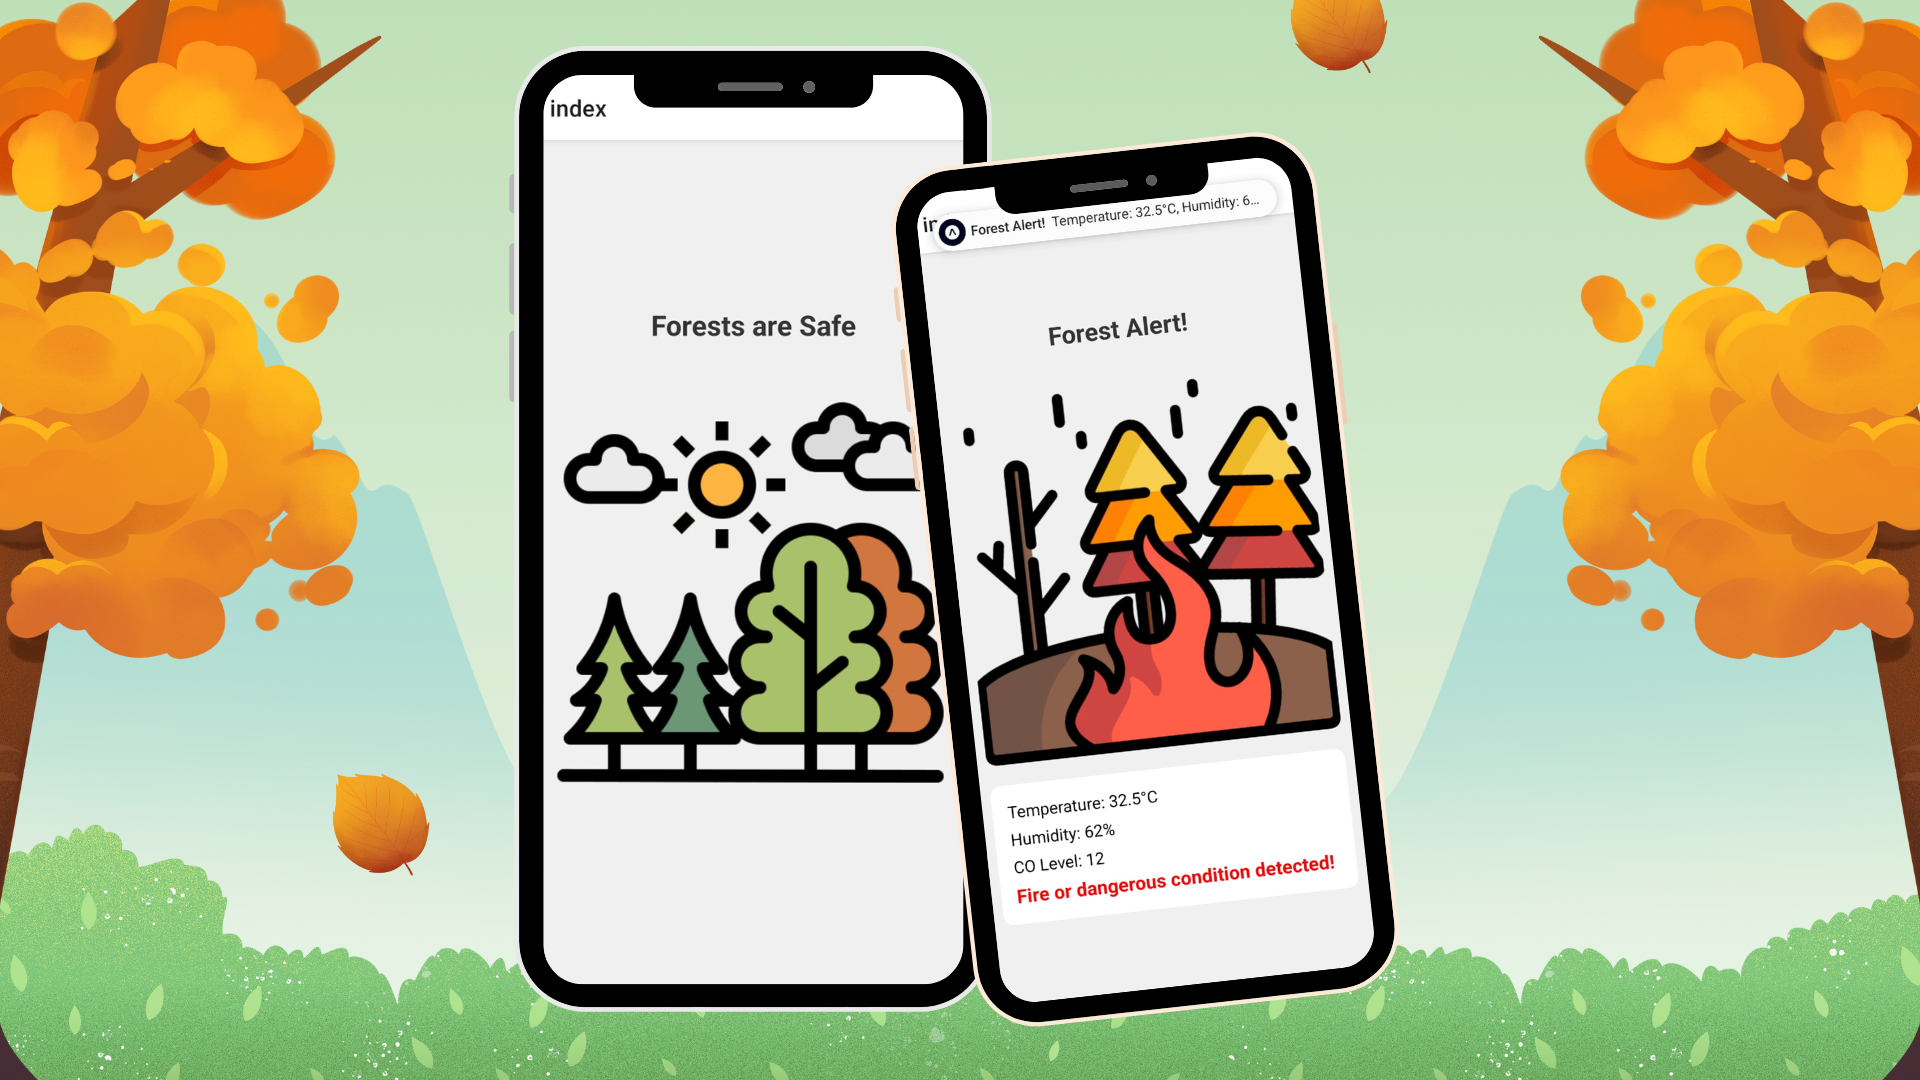 index
Forests are Safe
Forest Alert! Temperature: 32.5°C, Humidity: 6...
Forest Alert!
Temperature: 32.5°C
Humidity: 62%
CO Level: 12
Fire or dangerous condition detected!